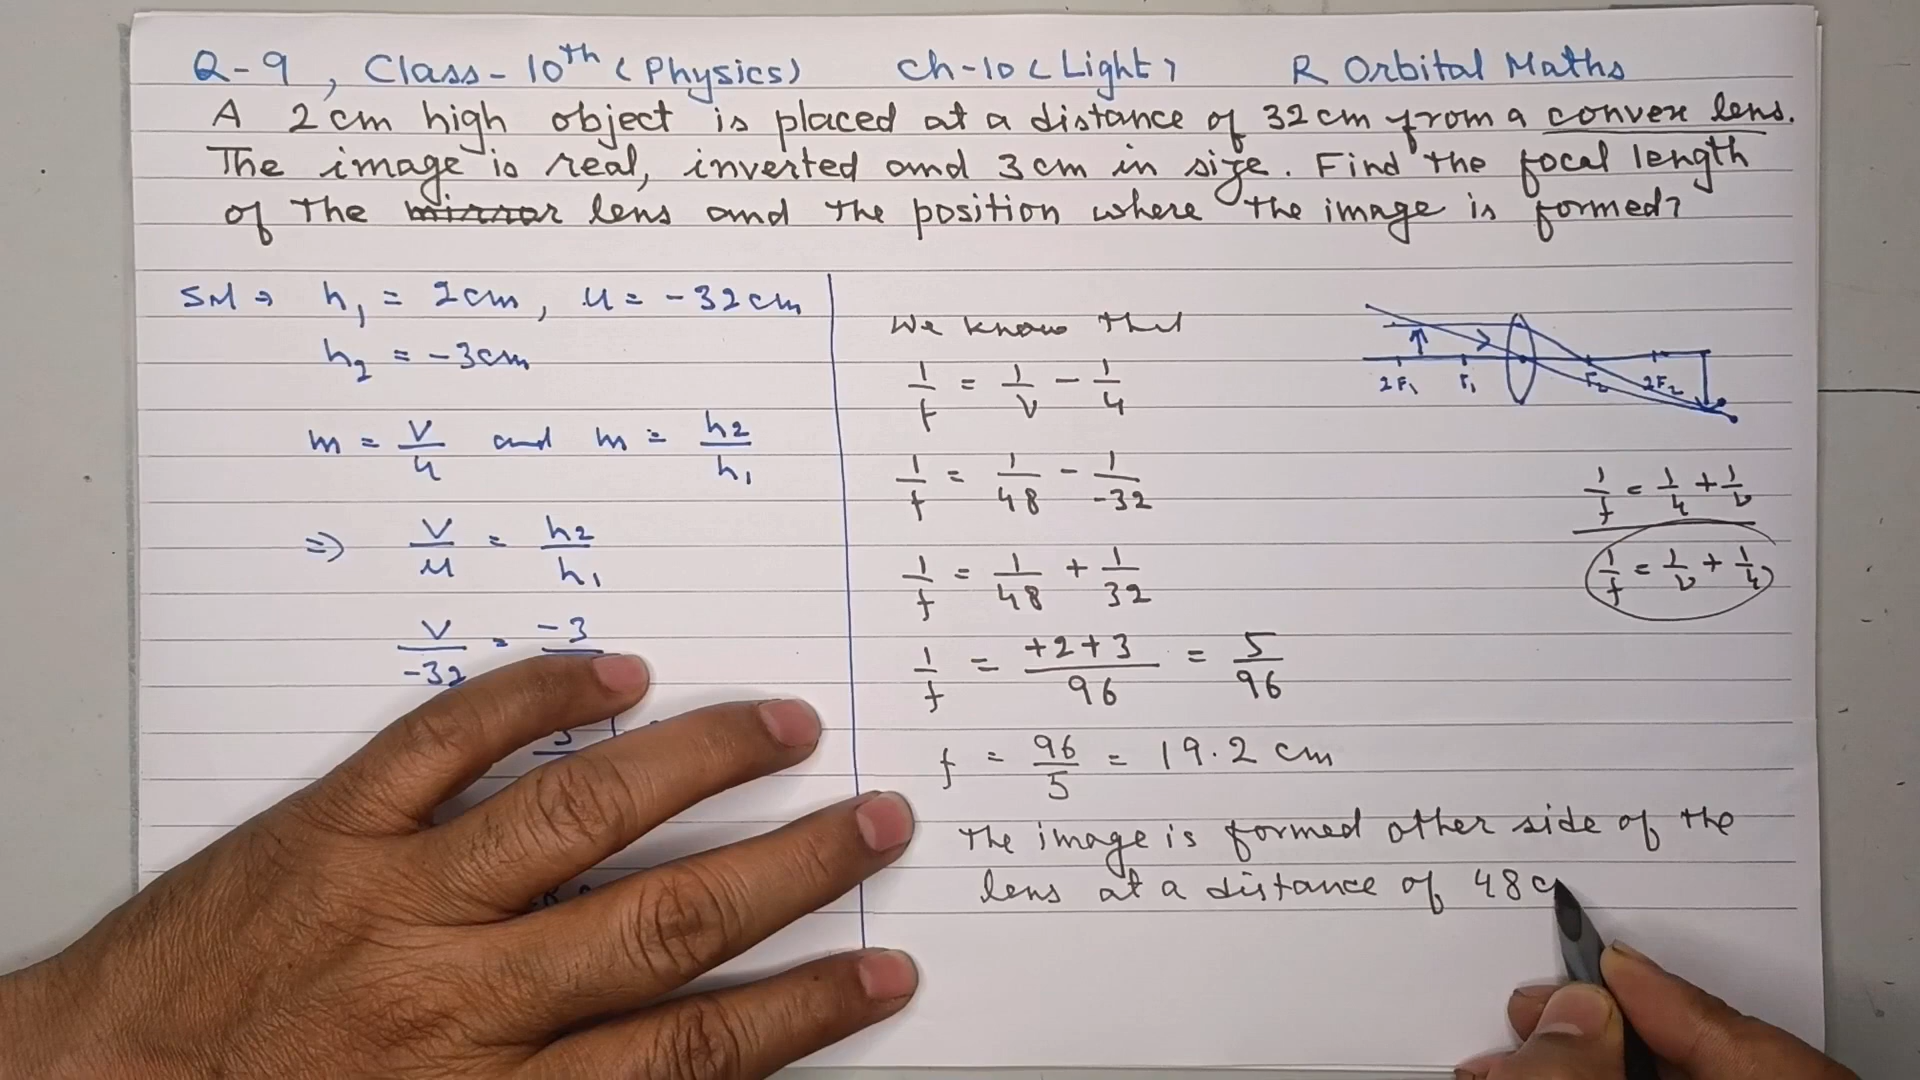 Q-9, Class-10th (Physics) Ch-10 (Light) R Orbital Maths
A 2cm high object is placed at a distance of 32cm from a convex lens.
The image is real, inverted and 3cm in size. Find the focal length
of the mirror lens and the position where the image is formed?
h₁ = 2cm, u = -32cm
h₂ = -3cm
m = v/u and m = h₂/h₁
⇒ v/u = h₂/h₁
v/-32 = -3
We know that
1/f = 1/v - 1/u
1/f = 1/48 - 1/-32
1/f = 1/48 + 1/32
1/f = +2+3/96 = 5/96
f = 96/5 = 19.2 cm
The image is formed other side of the
lens at a distance of 48 c
2F₁ F₁ F₂ 2F₂
1/f = 1/u + 1/v
1/f = 1/v + 1/u